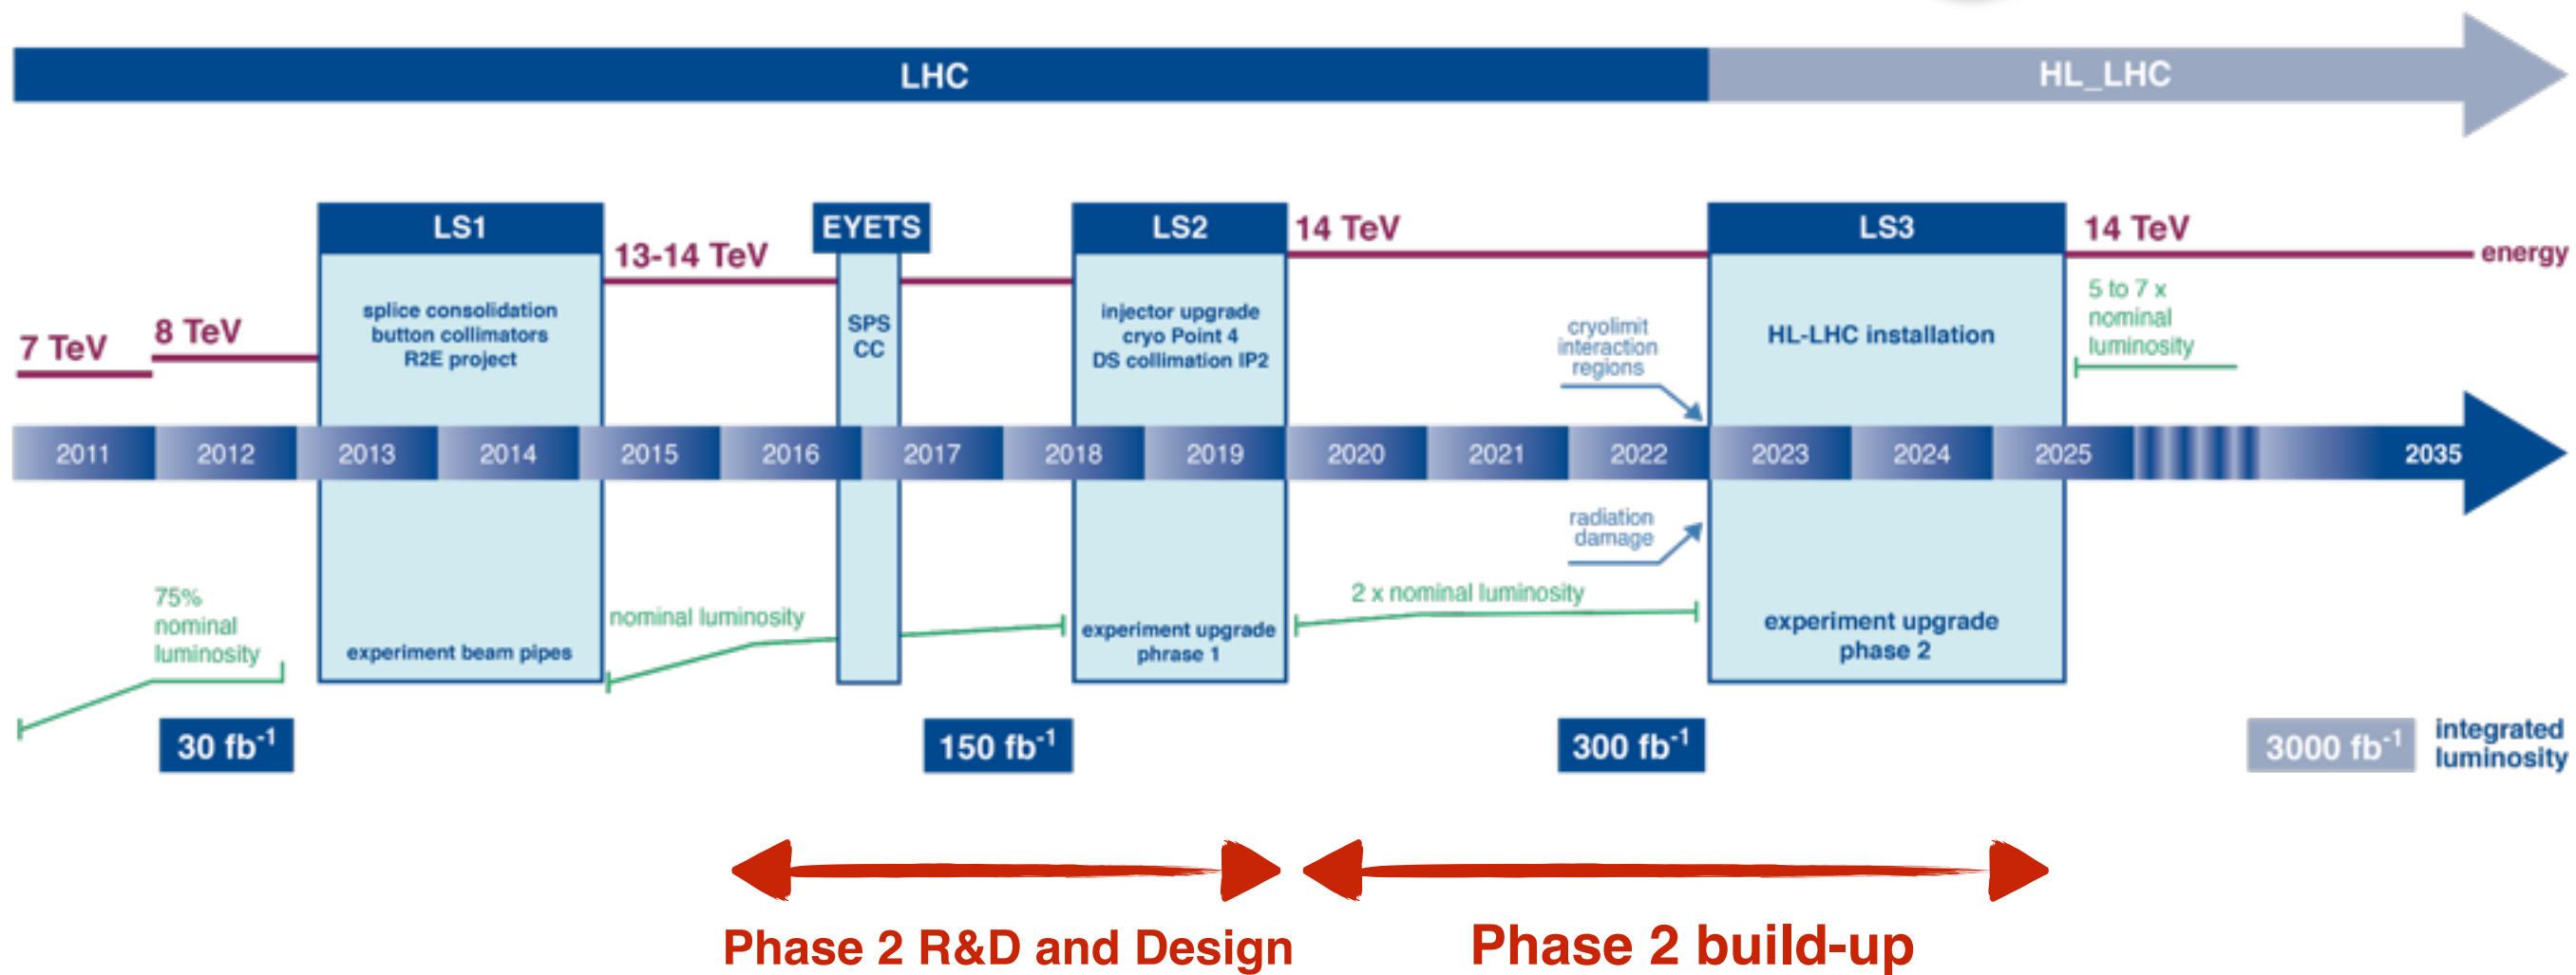 LHC
HL_LHC
LS1
EYETS
LS2
LS3
7 TeV
8 TeV
13-14 TeV
14 TeV
14 TeV
energy
splice consolidation
button collimators
R2E project
SPS
CC
injector upgrade
cryo Point 4
DS collimation IP2
cryolimit
interaction
regions
HL-LHC installation
5 to 7 x
nominal
luminosity
2011
2012
2013
2014
2015
2016
2017
2018
2019
2020
2021
2022
2023
2024
2025
2035
radiation
damage
75%
nominal
luminosity
experiment beam pipes
nominal luminosity
experiment upgrade
phrase 1
2 x nominal luminosity
experiment upgrade
phase 2
30 fb-1
150 fb-1
300 fb-1
3000 fb-1
integrated
luminosity
Phase 2 R&D and Design
Phase 2 build-up